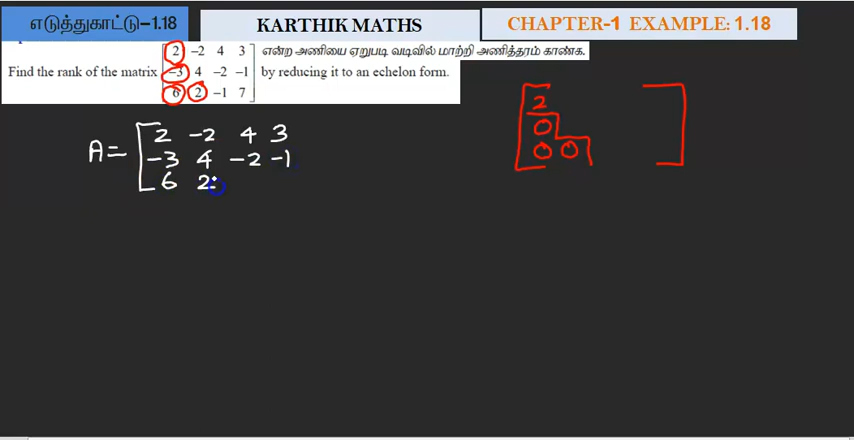 எடுத்துகாட்டு–1.18
KARTHIK MATHS
CHAPTER-1 EXAMPLE: 1.18
2 −2 4 3 என்ற அணியை ஏறுபடி வடிவில் மாற்றி அணித்தரம் காண்க.
Find the rank of the matrix −3 4 −2 −1 by reducing it to an echelon form.
6 2 −1 7
A = 2 −2 4 3
−3 4 −2 −1
6 2
2
0
0 0